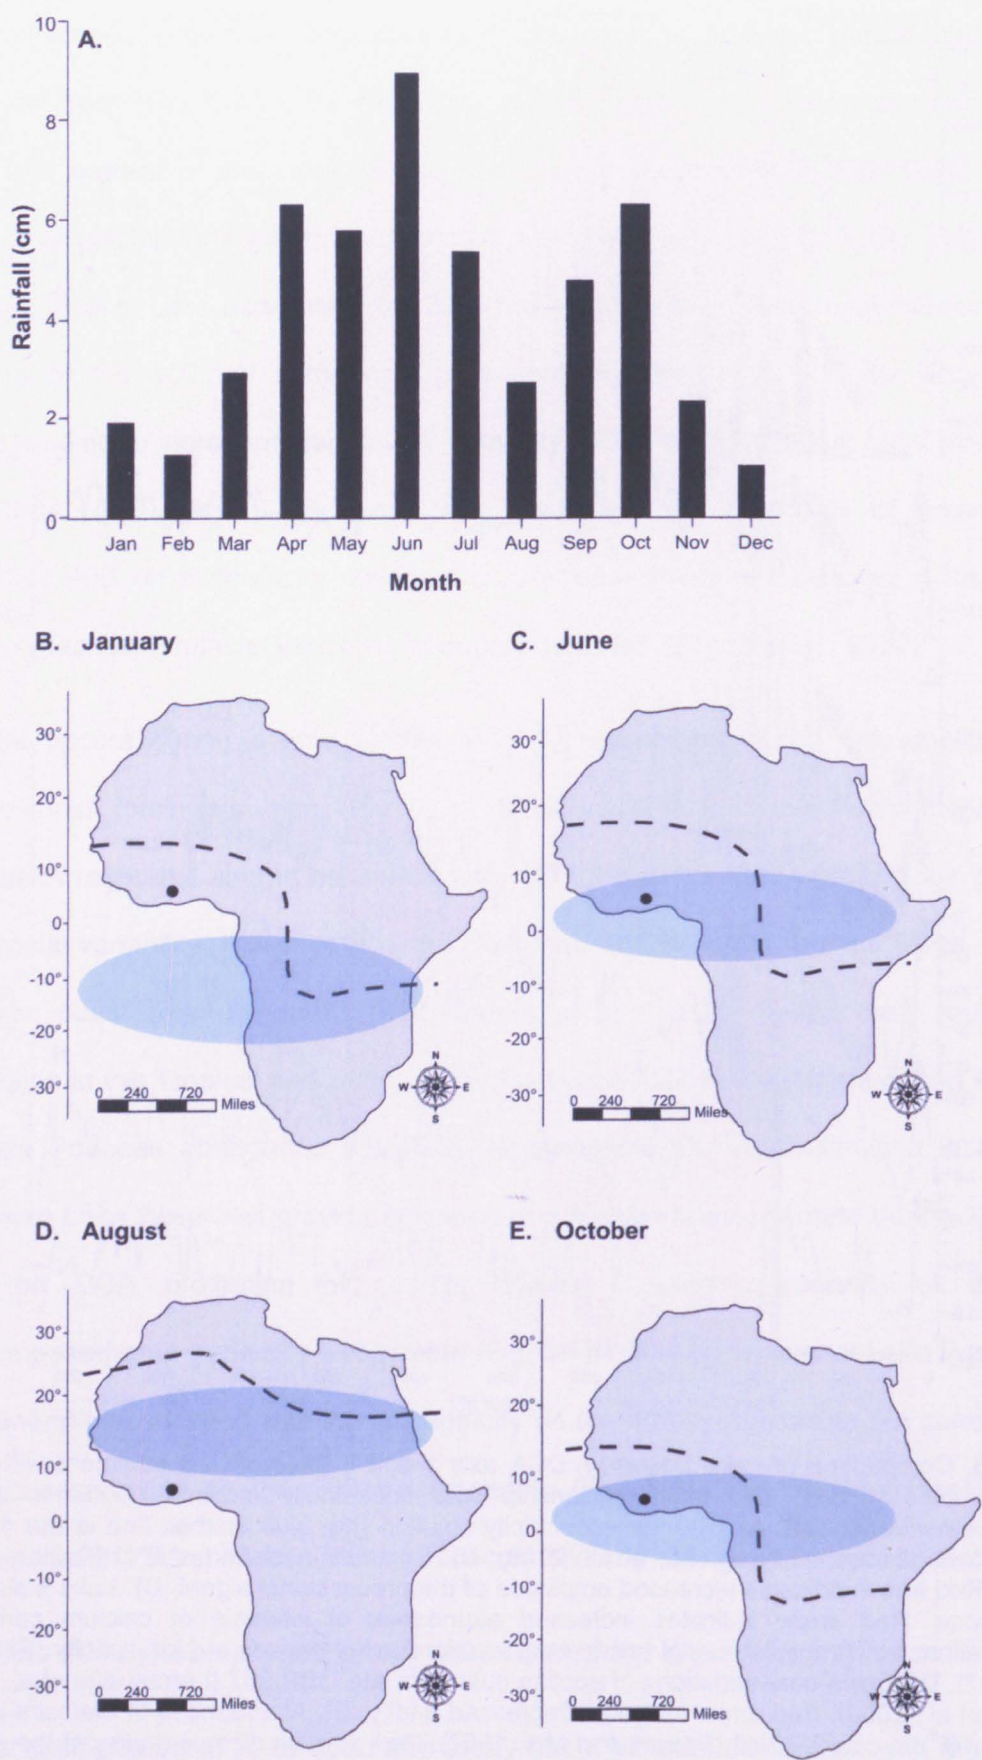 A.
10
8
6
4
2
0
Rainfall (cm)
Jan Feb Mar Apr May Jun Jul Aug Sep Oct Nov Dec
Month
B. January
30°
20°
10°
0
-10°
-20°
-30°
0 240 720
Miles
N
W E
S
C. June
30°
20°
10°
0
-10°
-20°
-30°
0 240 720
Miles
N
W E
S
D. August
30°
20°
10°
0
-10°
-20°
-30°
0 240 720
Miles
N
W E
S
E. October
30°
20°
10°
0
-10°
-20°
-30°
0 240 720
Miles
N
W E
S